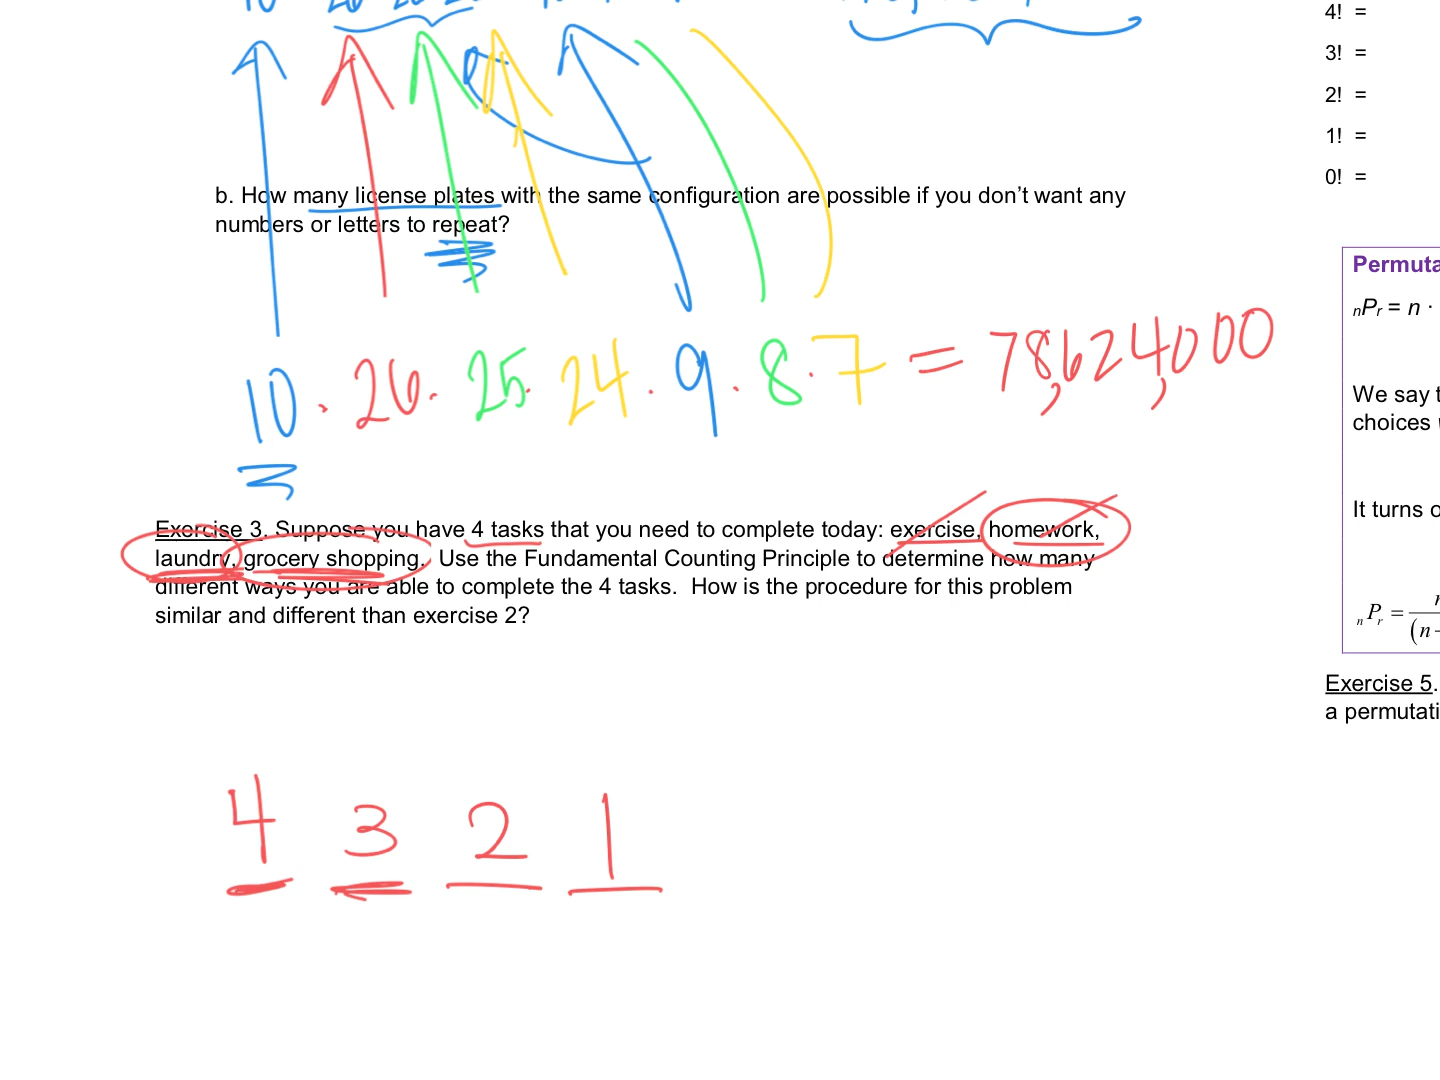 4! =
3! =
2! =
1! =
0! =
b. How many license plates with the same configuration are possible if you don't want any
numbers or letters to repeat?
10 · 26 · 25 · 24 · 9 · 8 · 7 = 78,624,000
Exercise 3. Suppose you have 4 tasks that you need to complete today: exercise, homework,
laundry, grocery shopping. Use the Fundamental Counting Principle to determine how many
different ways you are able to complete the 4 tasks. How is the procedure for this problem
similar and different than exercise 2?
4 3 2 1
Permuta
nPr = n ·
We say t
choices
It turns o
nPr =
(n-
Exercise 5.
a permutati